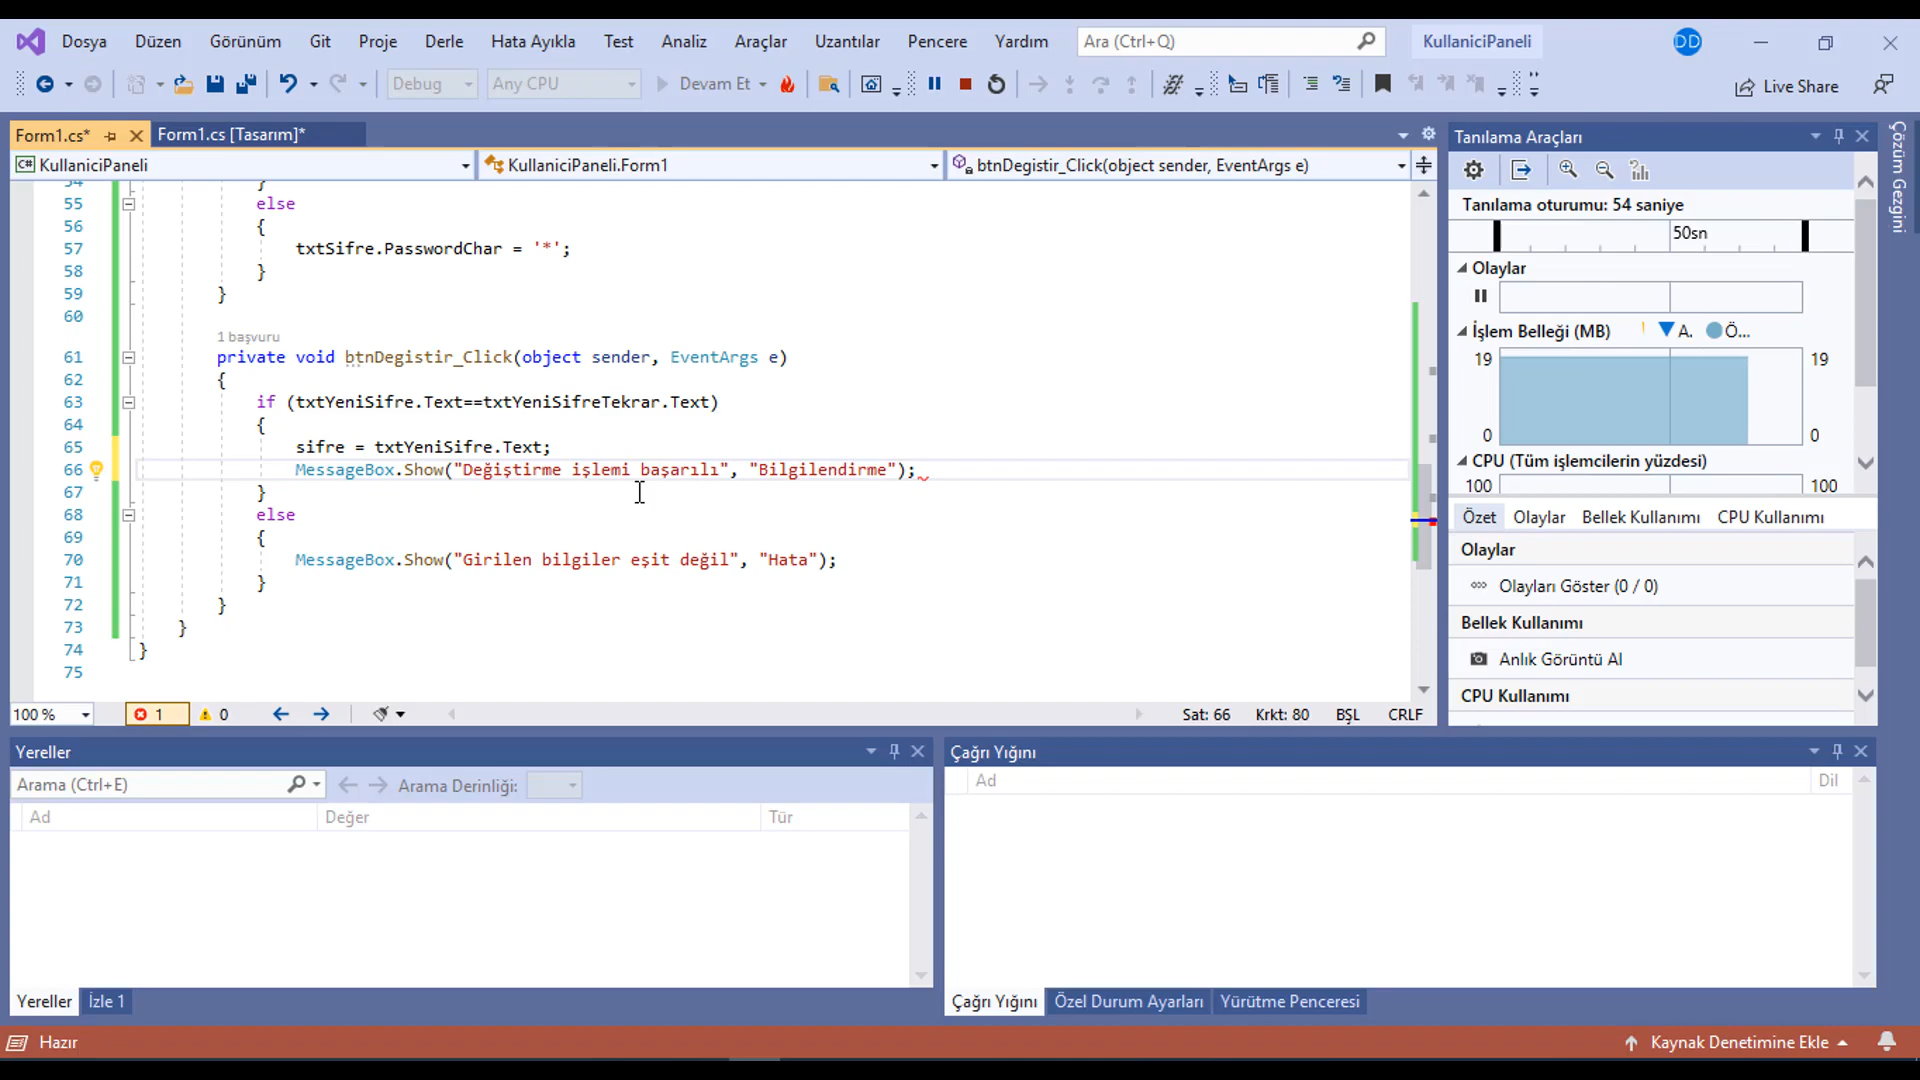 Dosya Düzen Görünüm Git Proje Derle Hata Ayıkla Test Analiz Araçlar Uzantılar Pencere Yardım Ara (Ctrl+Q) KullaniciPaneli DD
Debug Any CPU Devam Et Live Share
Form1.cs* Form1.cs [Tasarım]*
C# KullaniciPaneli KullaniciPaneli.Form1 btnDegistir_Click(object sender, EventArgs e)
54 }
55 else
56 {
57 txtSifre.PasswordChar = '*';
58 }
59 }
60
1 başvuru
61 private void btnDegistir_Click(object sender, EventArgs e)
62 {
63 if (txtYeniSifre.Text==txtYeniSifreTekrar.Text)
64 {
65 sifre = txtYeniSifre.Text;
66 MessageBox.Show("Değiştirme işlemi başarılı", "Bilgilendirme");
67 }
68 else
69 {
70 MessageBox.Show("Girilen bilgiler eşit değil", "Hata");
71 }
72 }
73 }
74 }
75
100 % 1 0 Sat: 66 Krkt: 80 BŞL CRLF
Tanılama Araçları
Tanılama oturumu: 54 saniye
50sn
Olaylar
İşlem Belleği (MB) A. Ö...
19 19
0 0
CPU (Tüm işlemcilerin yüzdesi)
100 100
Özet Olaylar Bellek Kullanımı CPU Kullanımı
Olaylar
Olayları Göster (0 / 0)
Bellek Kullanımı
Anlık Görüntü Al
CPU Kullanımı
Çözüm Gezgini
Yereller
Arama (Ctrl+E) Arama Derinliği:
Ad Değer Tür
Yereller İzle 1
Çağrı Yığını
Ad Dil
Çağrı Yığını Özel Durum Ayarları Yürütme Penceresi
Hazır Kaynak Denetimine Ekle